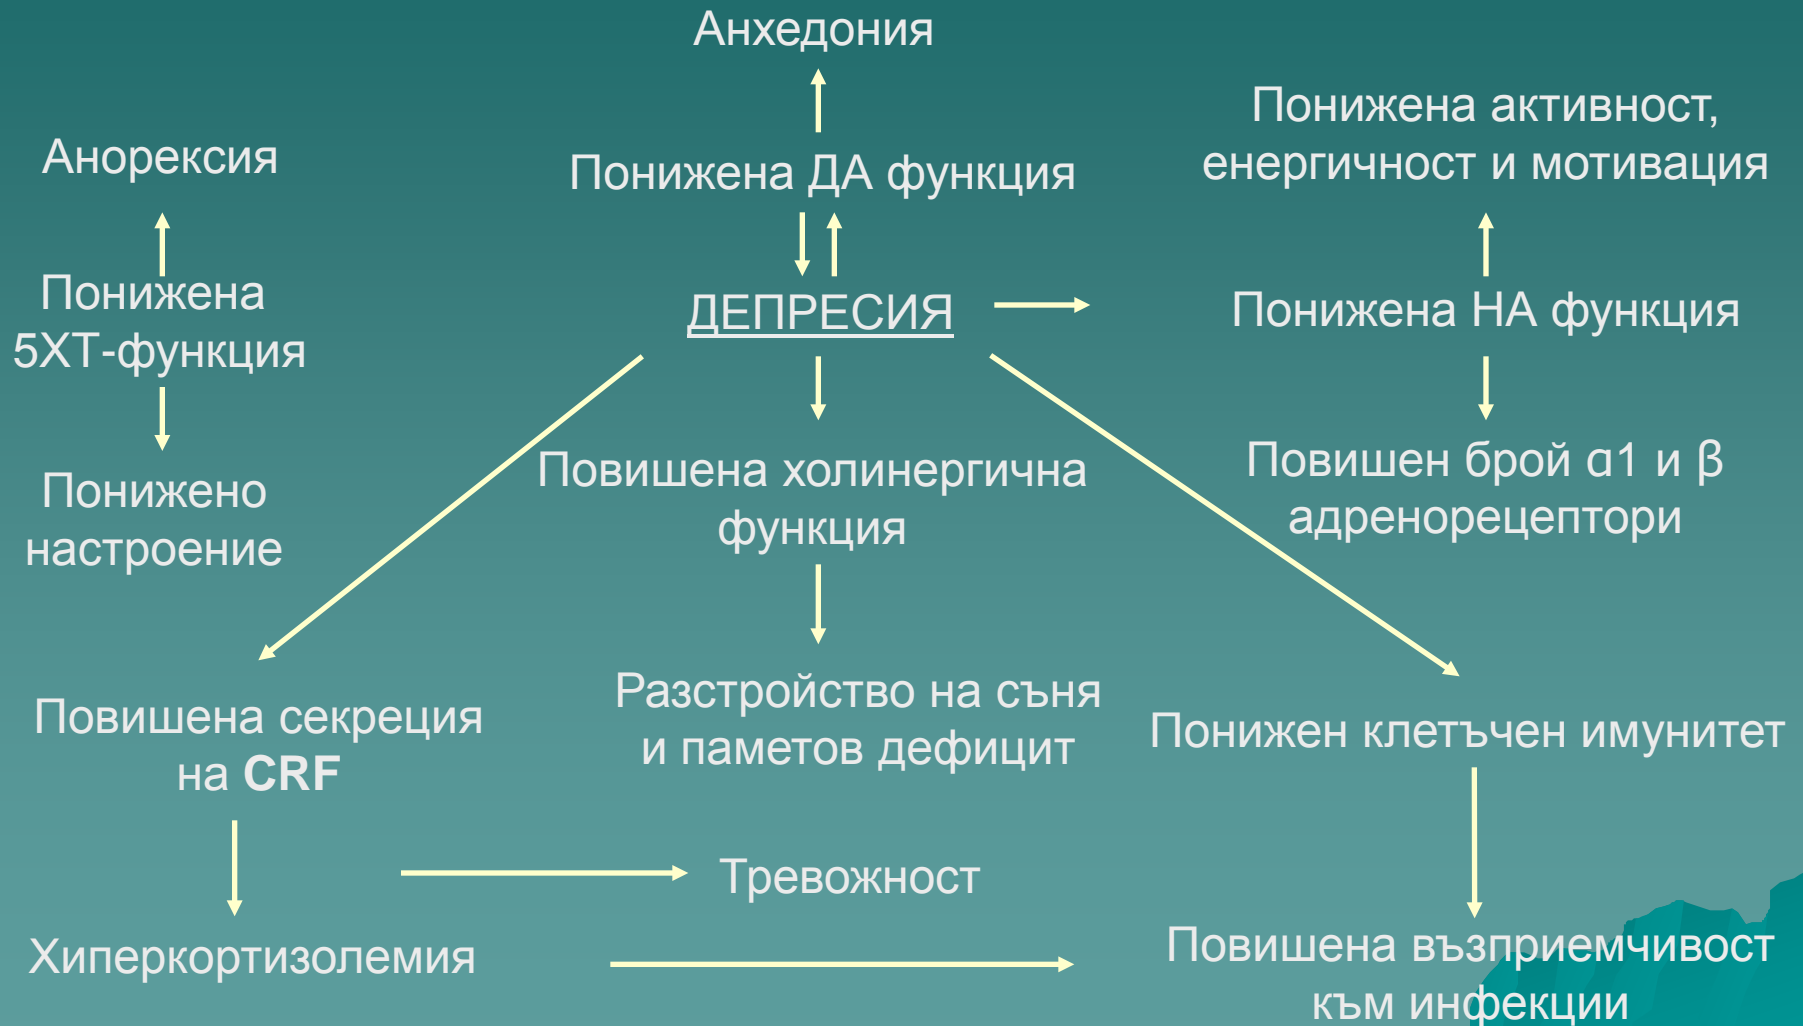 Анхедония
Понижена активност,
енергичност и мотивация
Анорексия
Понижена ДА функция
Понижена
5ХТ-функция
ДЕПРЕСИЯ
Понижена НА функция
Понижено
настроение
Повишена холинергична
функция
Повишен брой α1 и β
адренорецептори
Повишена секреция
на CRF
Разстройство на съня
и паметов дефицит
Понижен клетъчен имунитет
Тревожност
Хиперкортизолемия
Повишена възприемчивост
към инфекции